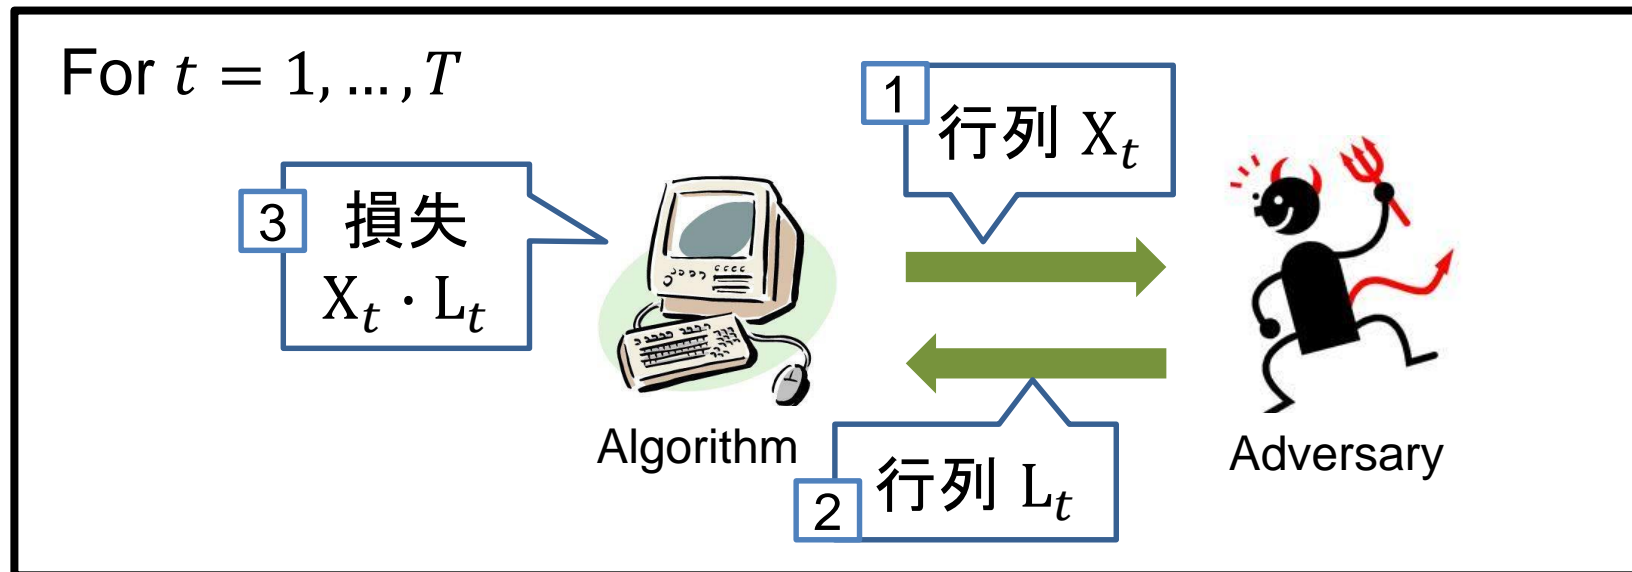 For t = 1, … , T
1
行列 X_t
3
損失
X_t · L_t
Algorithm
Adversary
2
行列 L_t